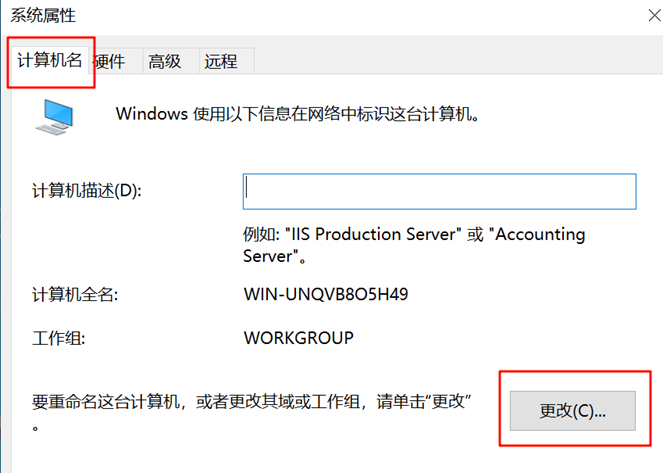 系统属性
计算机名 硬件 高级 远程
Windows 使用以下信息在网络中标识这台计算机。
计算机描述(D):
例如: "IIS Production Server" 或 "Accounting
Server"。
计算机全名: WIN-UNQVB8O5H49
工作组: WORKGROUP
要重命名这台计算机，或者更改其域或工作组，请单击“更改”
。
更改(C)...